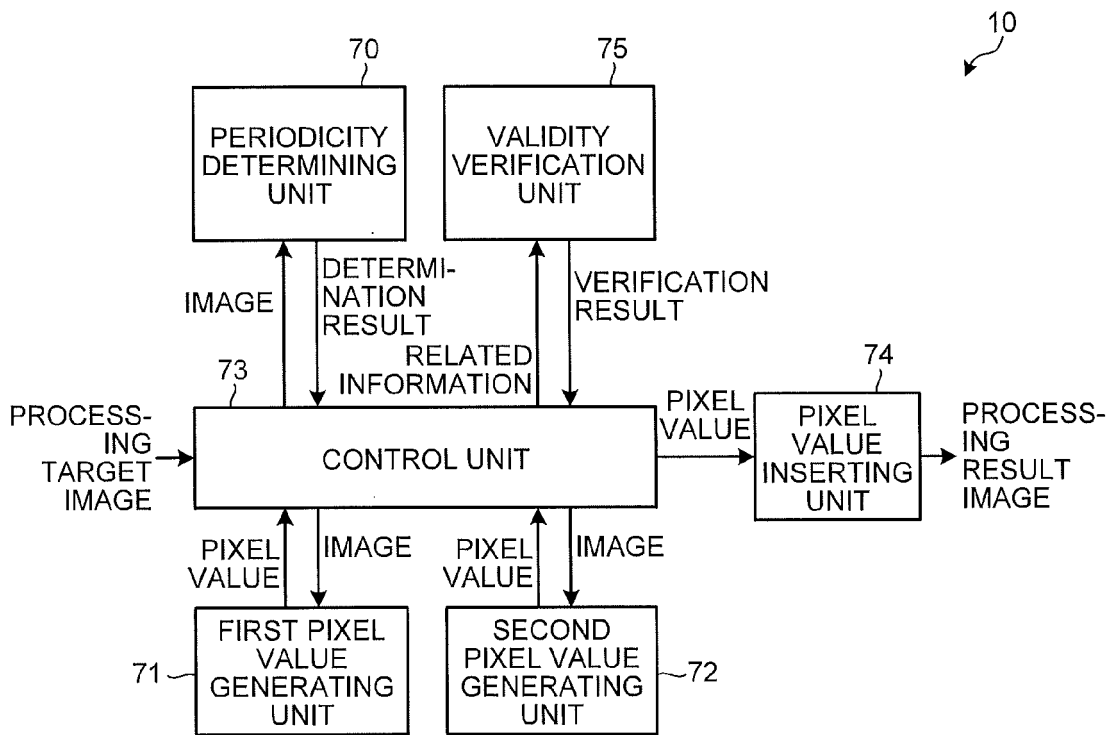 10
70
75
PERIODICITY
DETERMINING
UNIT
VALIDITY
VERIFICATION
UNIT
IMAGE
DETERMI-
NATION
RESULT
RELATED
INFORMATION
VERIFICATION
RESULT
73
74
PROCESS-
ING
TARGET
IMAGE
CONTROL UNIT
PIXEL
VALUE
PIXEL
VALUE
INSERTING
UNIT
PROCESS-
ING
RESULT
IMAGE
PIXEL
VALUE
IMAGE
PIXEL
VALUE
IMAGE
71
FIRST PIXEL
VALUE
GENERATING
UNIT
SECOND
PIXEL VALUE
GENERATING
UNIT
72